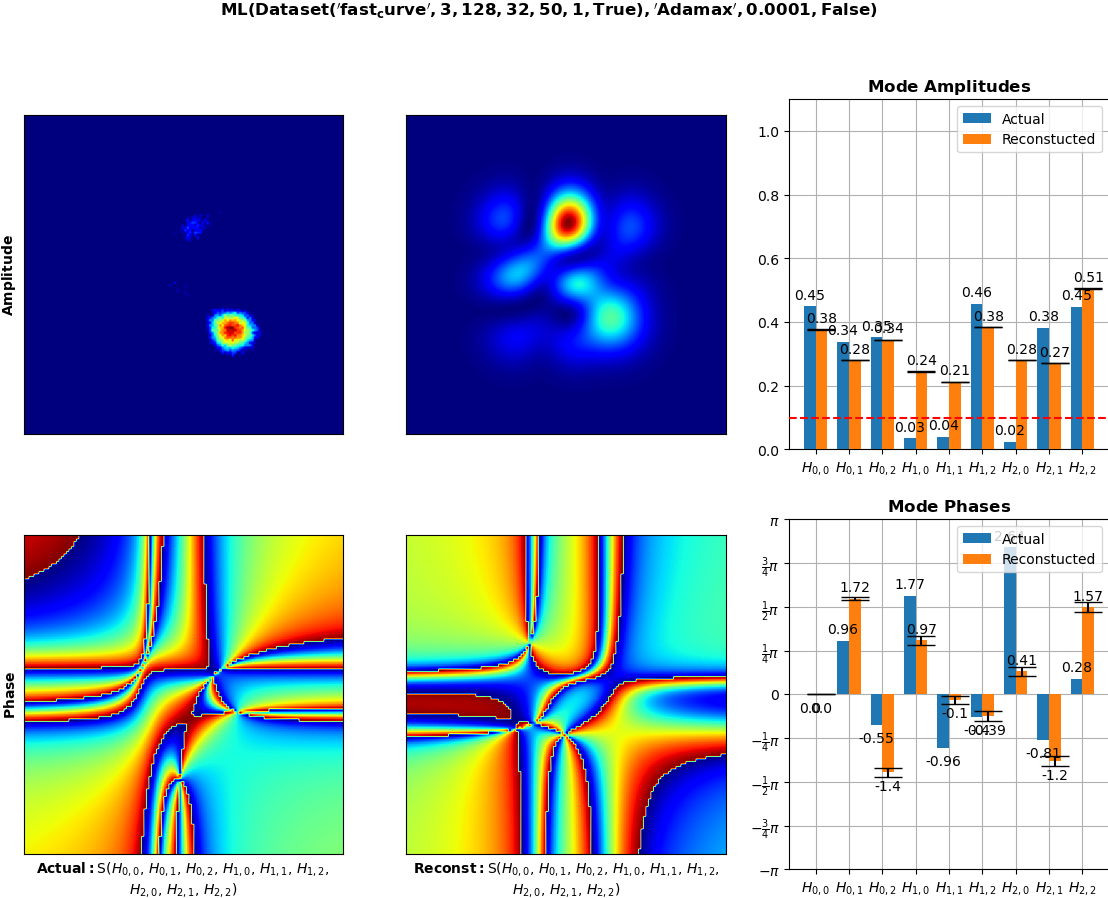 ML(Dataset('fast_curve', 3, 128, 32, 50, 1, True), 'Adamax', 0.0001, False)
Mode Amplitudes
Amplitude
1.0
0.8
0.6
0.4
0.2
0.0
Actual
Reconstucted
0.45
0.38
0.34
0.28
0.35
0.34
0.03
0.24
0.04
0.21
0.46
0.38
0.02
0.28
0.38
0.27
0.45
0.51
H0,0 H0,1 H0,2 H1,0 H1,1 H1,2 H2,0 H2,1 H2,2
Mode Phases
Phase
π
3/4π
1/2π
1/4π
0
−1/4π
−1/2π
−3/4π
−π
Actual
Reconstucted
0.0
0.0
0.96
1.72
-0.55
-1.4
1.77
0.97
-0.96
-0.1
-0.4
-0.39
0.41
-0.81
-1.2
0.28
1.57
H0,0 H0,1 H0,2 H1,0 H1,1 H1,2 H2,0 H2,1 H2,2
Actual: S(H0,0, H0,1, H0,2, H1,0, H1,1, H1,2,
H2,0, H2,1, H2,2)
Reconst: S(H0,0, H0,1, H0,2, H1,0, H1,1, H1,2,
H2,0, H2,1, H2,2)